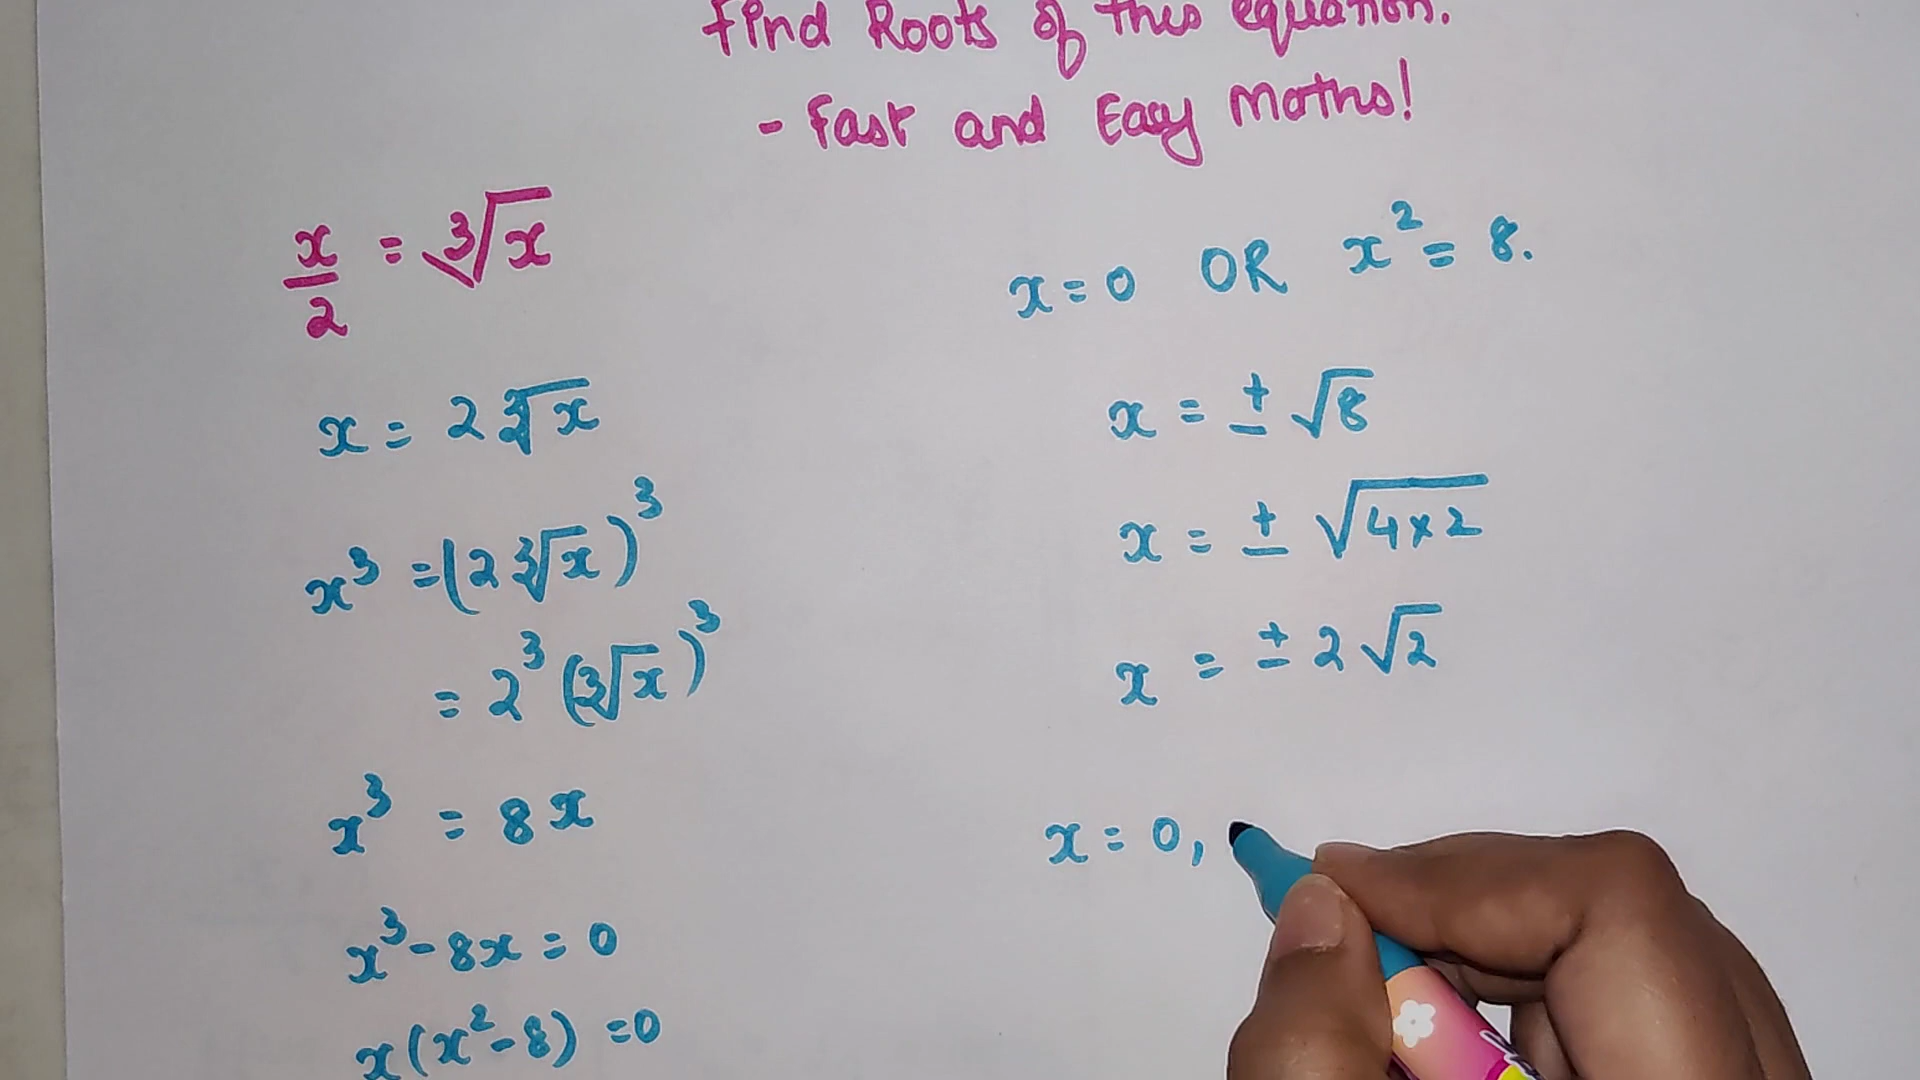 Find Roots of this equation.
- Fast and Easy Maths!
x/2 = ∛x
x = 2∛x
x³ = (2∛x)³
= 2³(∛x)³
x³ = 8x
x³ - 8x = 0
x(x² - 8) = 0
x = 0 OR x² = 8.
x = ± √8
x = ± √4×2
x = ± 2√2
x = 0,